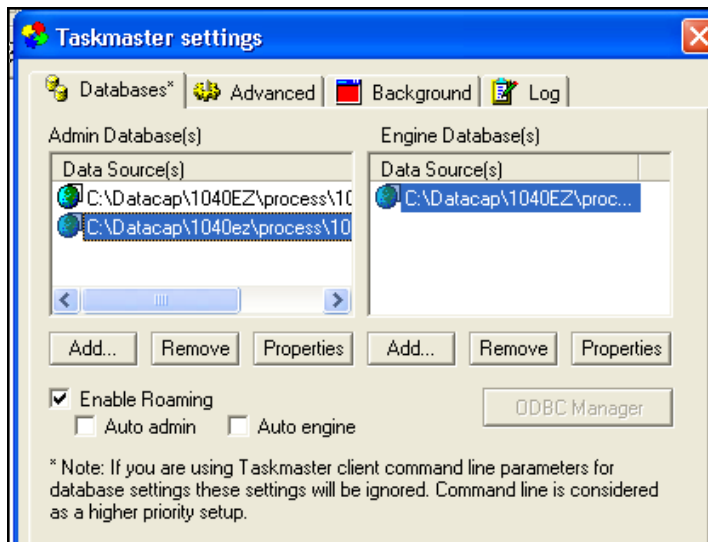 Taskmaster settings
Databases* Advanced Background Log
Admin Database(s) Engine Database(s)
Data Source(s) Data Source(s)
C:\Datacap\1040EZ\process\10 C:\Datacap\1040EZ\proc...
C:\Datacap\1040ez\process\10
Add... Remove Properties Add... Remove Properties
Enable Roaming ODBC Manager
Auto admin Auto engine
* Note: If you are using Taskmaster client command line parameters for
database settings these settings will be ignored. Command line is considered
as a higher priority setup.